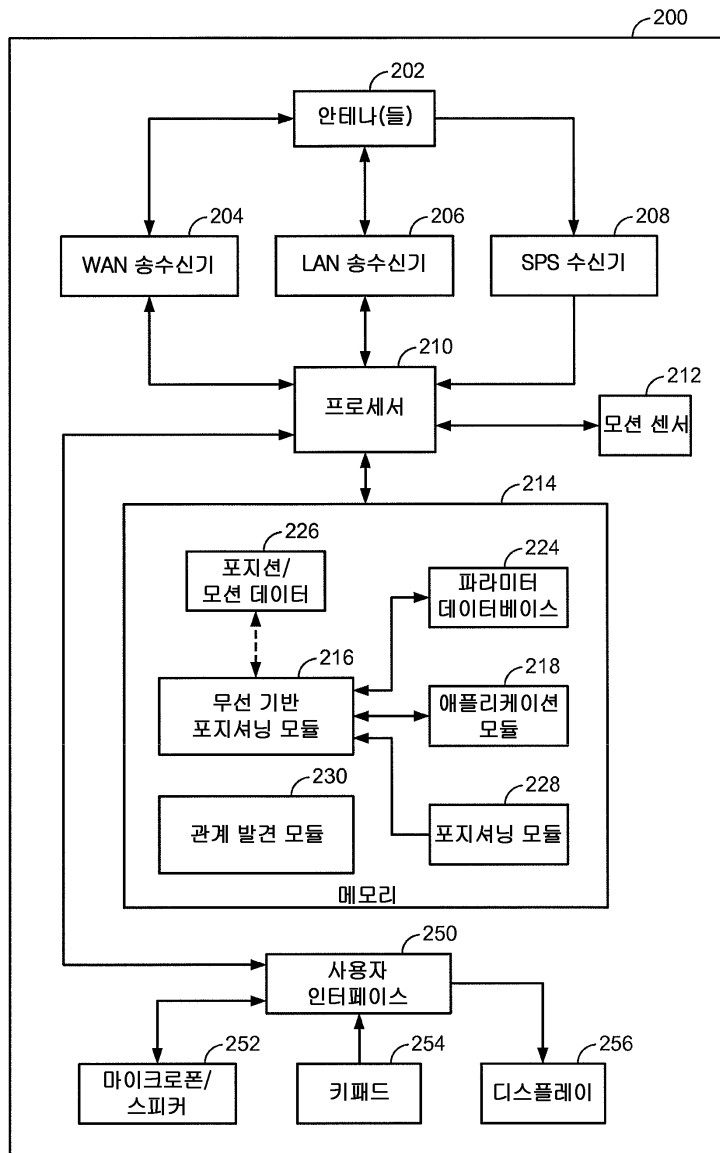 200
202
안테나(들)
204
206
208
WAN 송수신기
LAN 송수신기
SPS 수신기
210
212
프로세서
모션 센서
214
226
224
포지션/
모션 데이터
파라미터
데이터베이스
216
218
무선 기반
포지셔닝 모듈
애플리케이션
모듈
230
228
관계 발견 모듈
포지셔닝 모듈
메모리
250
사용자
인터페이스
252
254
256
마이크로폰/
스피커
키패드
디스플레이